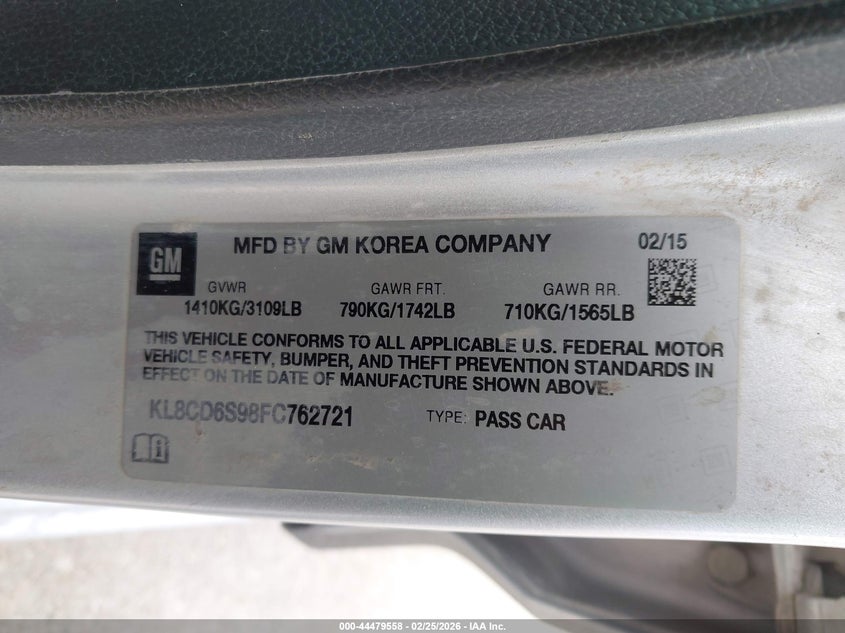 GM
MFD BY GM KOREA COMPANY 02/15
GVWR GAWR FRT. GAWR RR.
1410KG/3109LB 790KG/1742LB 710KG/1565LB
THIS VEHICLE CONFORMS TO ALL APPLICABLE U.S. FEDERAL MOTOR
VEHICLE SAFETY, BUMPER, AND THEFT PREVENTION STANDARDS IN
EFFECT ON THE DATE OF MANUFACTURE SHOWN ABOVE.
KL8CD6S98FC762721 TYPE: PASS CAR
000-44479558 - 02/25/2026 - IAA Inc.